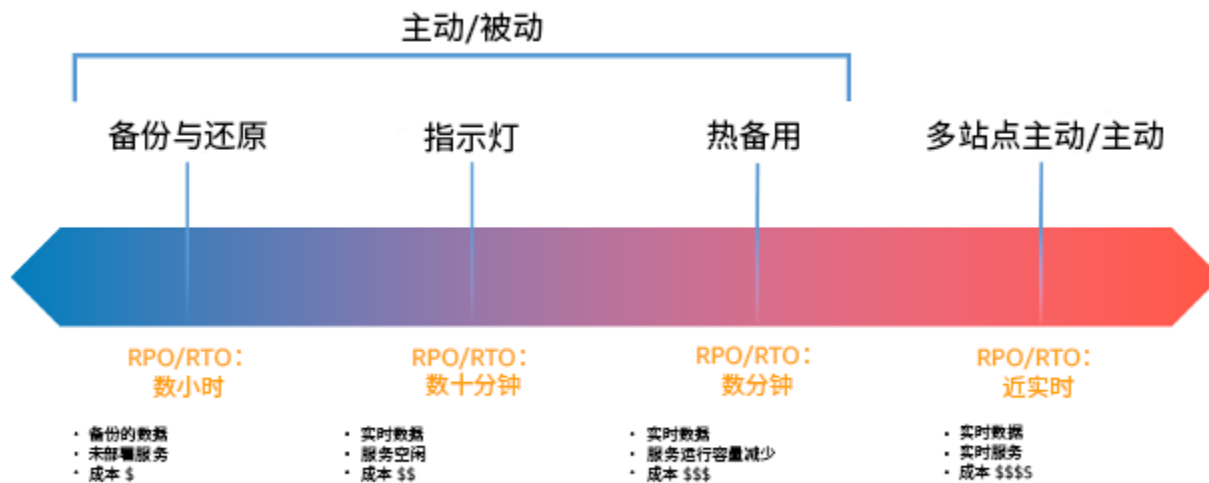 主动/被动
备份与还原
指示灯
热备用
多站点主动/主动
RPO/RTO：
数小时
RPO/RTO：
数十分钟
RPO/RTO：
数分钟
RPO/RTO：
近实时
· 备份的数据
· 未部署服务
· 成本 $
· 实时数据
· 服务空闲
· 成本 $$
· 实时数据
· 服务运行容量减少
· 成本 $$$
· 实时数据
· 实时服务
· 成本 $$$$